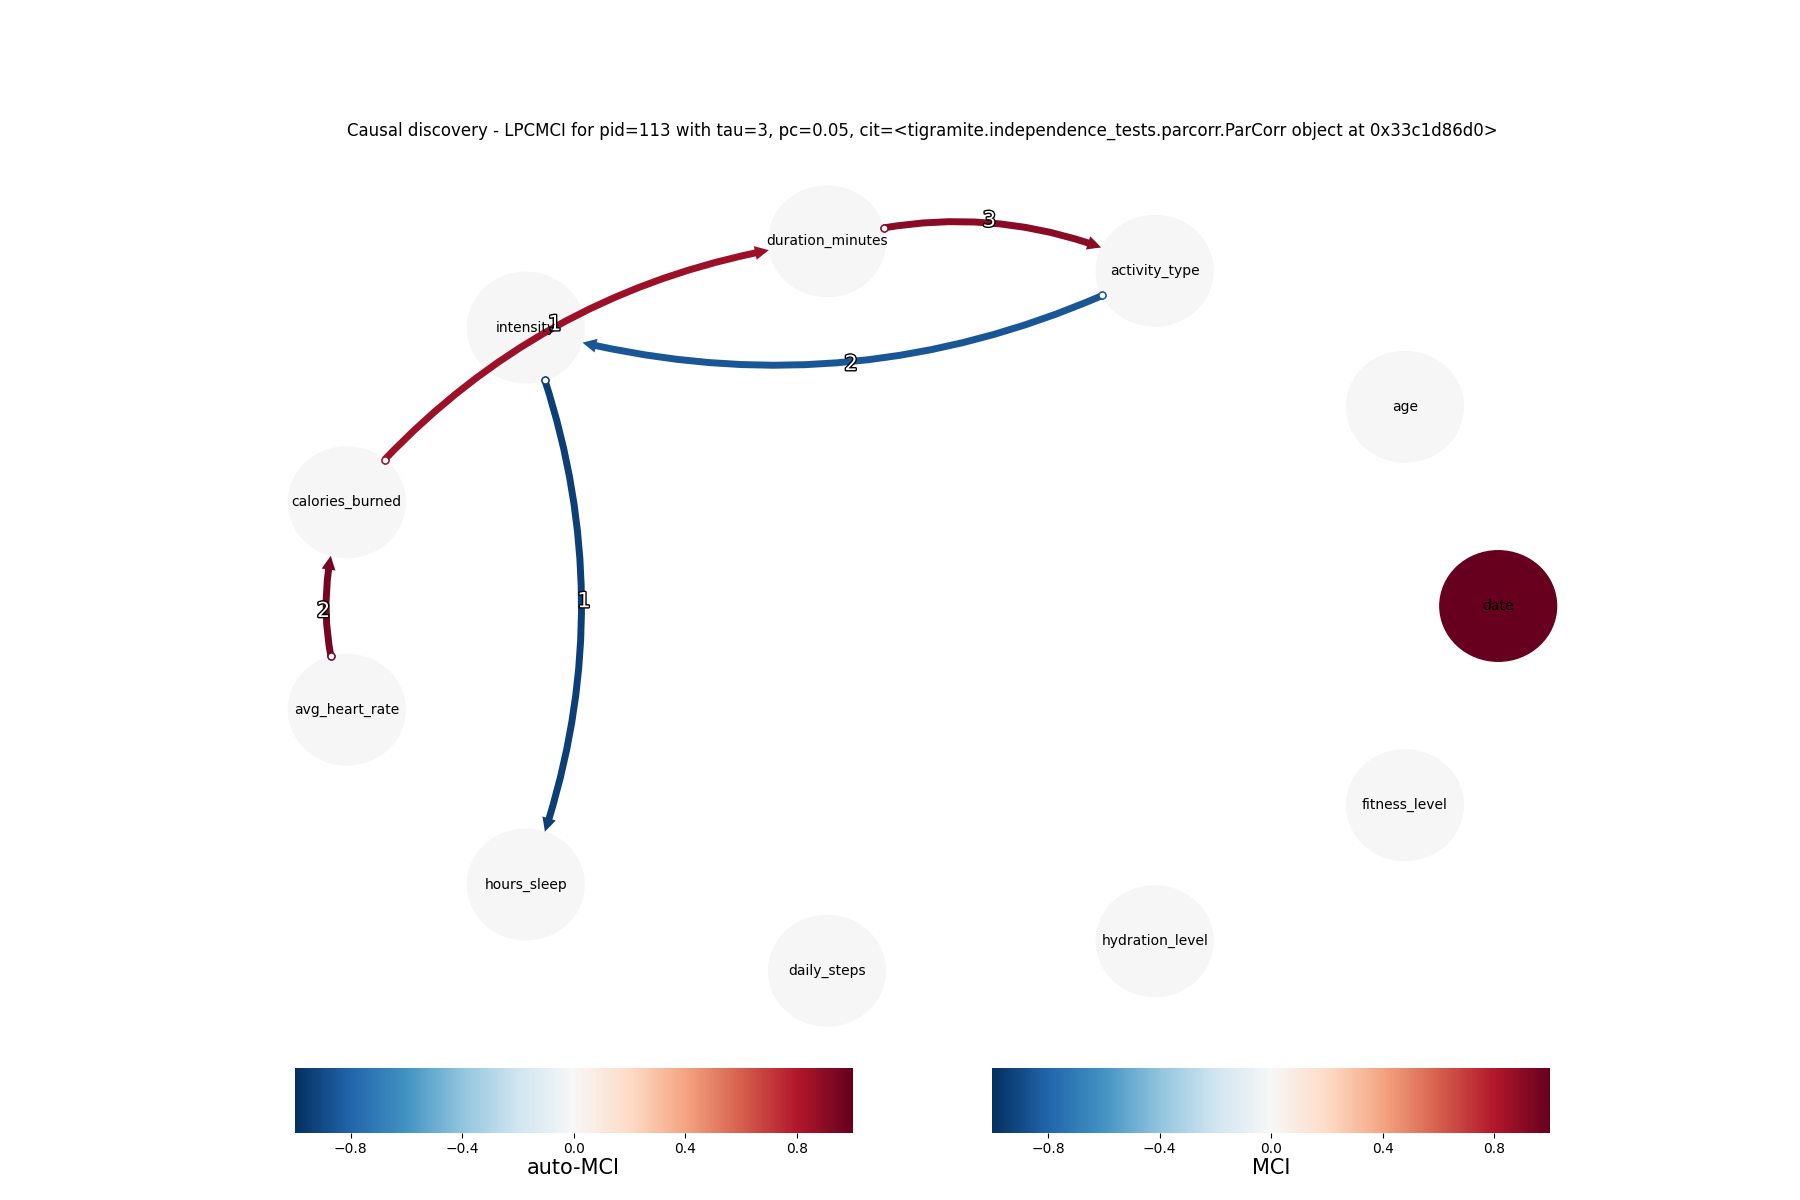 Causal discovery - LPCMCI for pid=113 with tau=3, pc=0.05, cit=<tigramite.independence_tests.parcorr.ParCorr object at 0x33c1d86d0>
3
duration_minutes
activity_type
1
intensity
2
age
calories_burned
1
date
2
avg_heart_rate
fitness_level
hours_sleep
hydration_level
daily_steps
−0.8 −0.4 0.0 0.4 0.8
auto-MCI
−0.8 −0.4 0.0 0.4 0.8
MCI